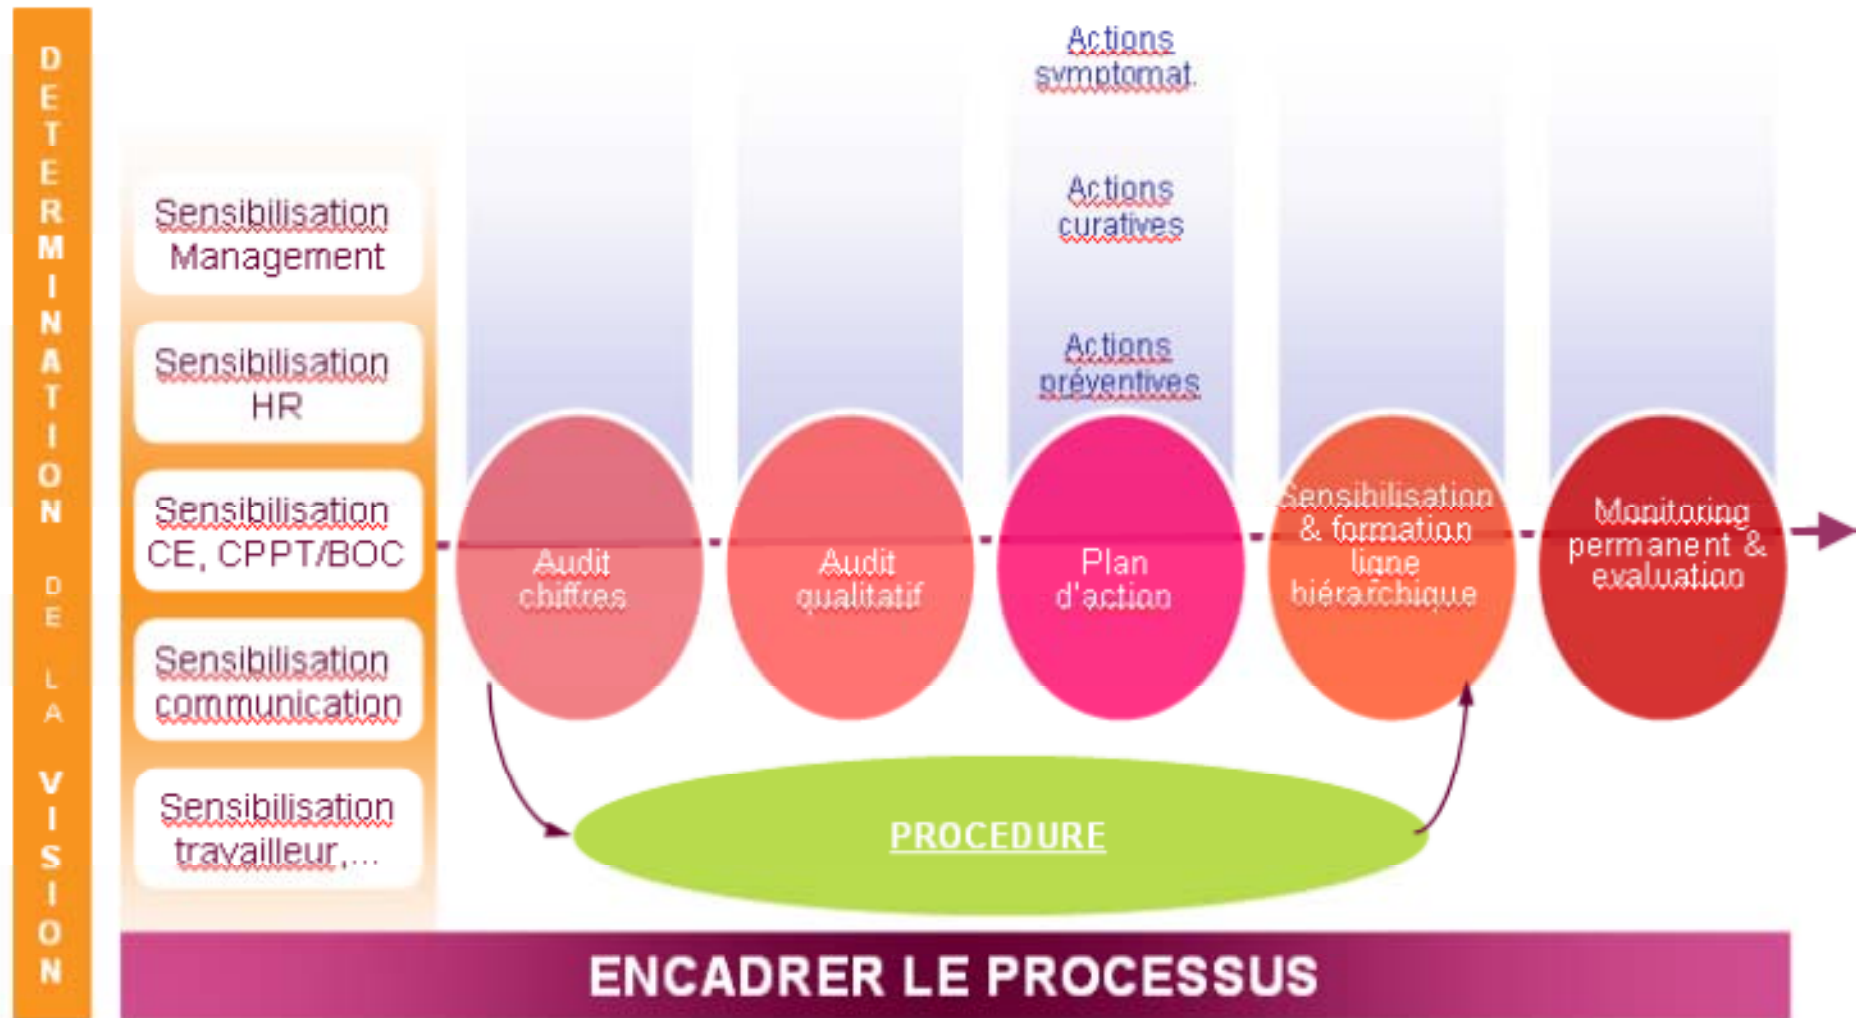 DETERMINATION DE LA VISION
Sensibilisation
Management
Sensibilisation
HR
Sensibilisation
CE, CPPT/BOC
Sensibilisation
communication
Sensibilisation
travailleur,...
Audit
chiffres
Audit
qualitatif
Actions
symptomat.
Actions
curatives
Actions
préventives
Plan
d'action
Sensibilisation
& formation
ligne
hiérarchique
Monitoring
permanent &
evaluation
PROCEDURE
ENCADRER LE PROCESSUS